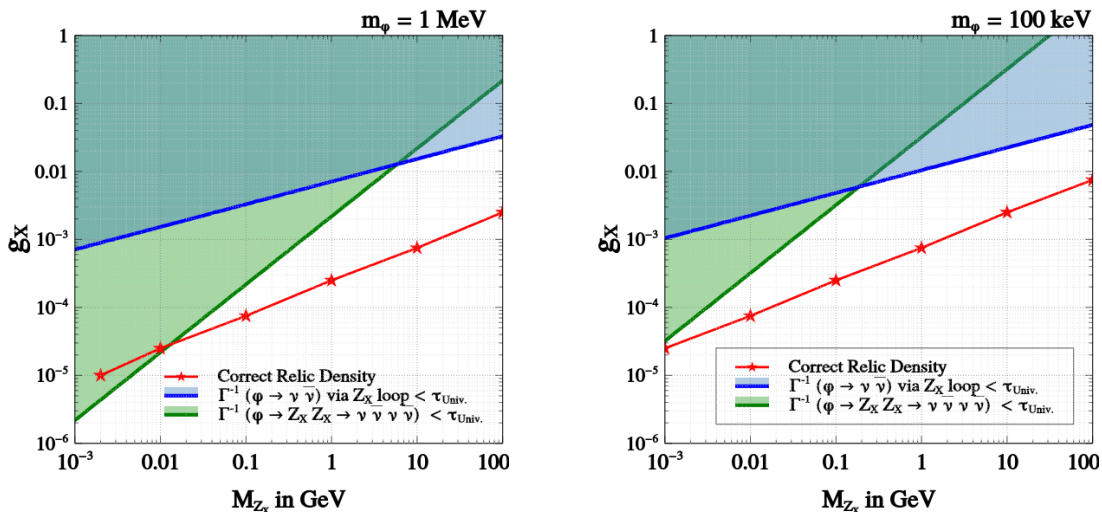 m_φ = 1 MeV
1
0.1
0.01
10⁻³
10⁻⁴
10⁻⁵
10⁻⁶
g_X
Correct Relic Density
Γ⁻¹ (φ → ν ν̄) via Z_X loop < τ_Univ.
Γ⁻¹ (φ → Z_X Z_X → ν ν̄ ν̄ ν) < τ_Univ.
10⁻³ 0.01 0.1 1 10 100
M_{Z_X} in GeV
m_φ = 100 keV
1
0.1
0.01
10⁻³
10⁻⁴
10⁻⁵
10⁻⁶
g_X
Correct Relic Density
Γ⁻¹ (φ → ν ν̄) via Z_X loop < τ_Univ.
Γ⁻¹ (φ → Z_X Z_X → ν ν̄ ν̄ ν̄) < τ_Univ.
10⁻³ 0.01 0.1 1 10 100
M_{Z_X} in GeV